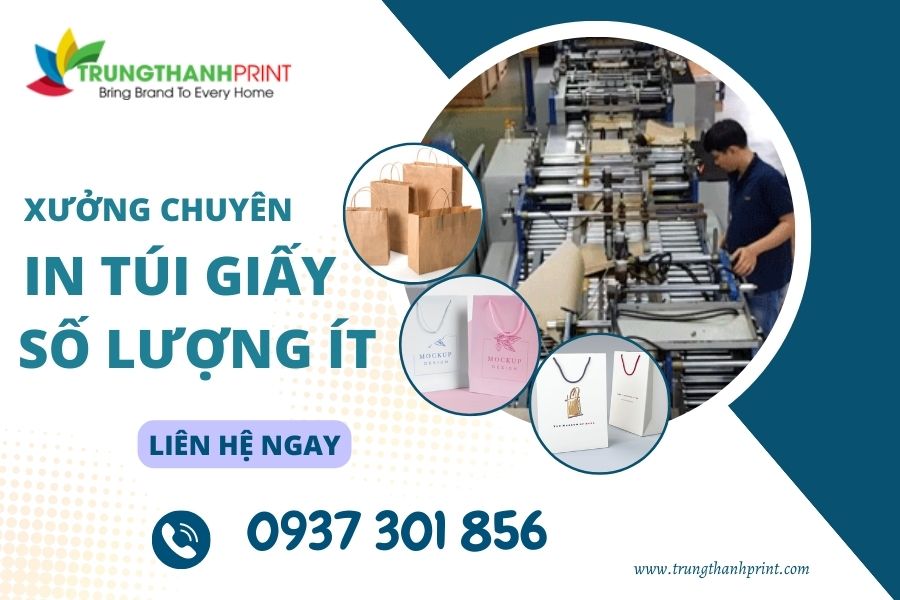 TRUNGTHANHPRINT
Bring Brand To Every Home
XƯỞNG CHUYÊN
IN TÚI GIẤY
SỐ LƯỢNG ÍT
MOCKUP
DESIGN
MOCKUP
DESIGN
LIÊN HỆ NGAY
0937 301 856
www.trungthanhprint.com